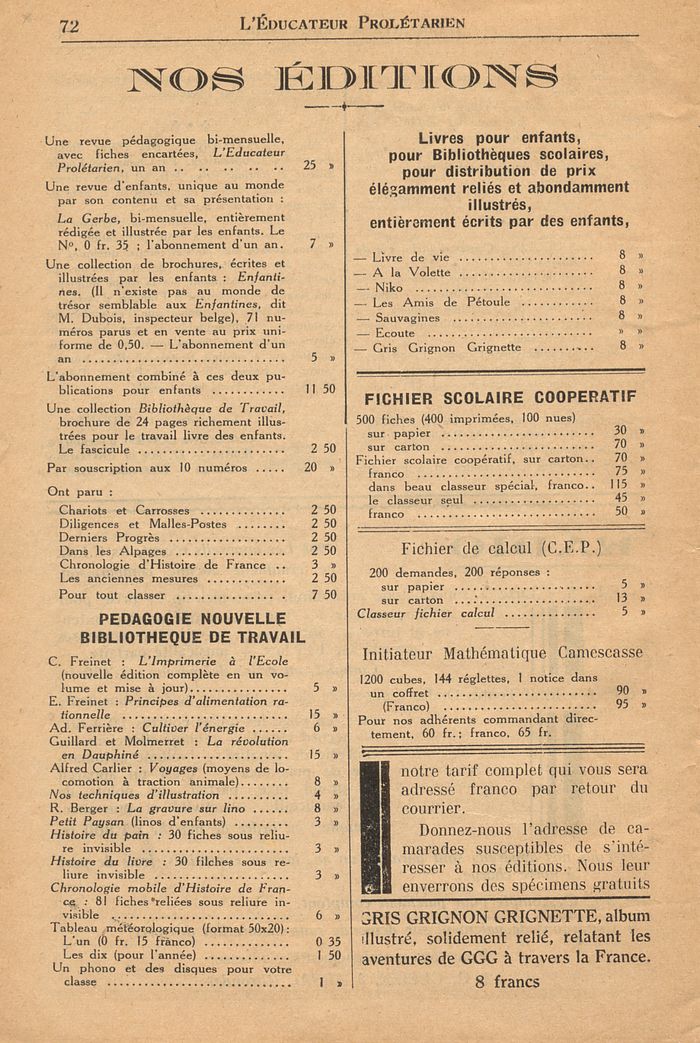 72
L'ÉDUCATEUR PROLÉTARIEN
NOS ÉDITIONS
Une revue pédagogique bi-mensuelle,
avec fiches encartées, L'Educateur
Prolétarien, un an .. .. .. .. .. .. 25 »
Une revue d'enfants, unique au monde
par son contenu et sa présentation :
La Gerbe, bi-mensuelle, entièrement
rédigée et illustrée par les enfants. Le
N°, 0 fr. 35 ; l'abonnement d'un an. 7 »
Une collection de brochures, écrites et
illustrées par les enfants : Enfanti-
nes. (Il n'existe pas au monde de
trésor semblable aux Enfantines, dit
M. Dubois, inspecteur belge), 71 nu-
méros parus et en vente au prix uni-
forme de 0,50. — L'abonnement d'un
an .................................. 5 »
L'abonnement combiné à ces deux pu-
blications pour enfants ............ 11 50
Une collection Bibliothèque de Travail,
brochure de 24 pages richement illus-
trées pour le travail livre des enfants.
Le fascicule ........................ 2 50
Par souscription aux 10 numéros ..... 20 »
Ont paru :
Chariots et Carrosses .............. 2 50
Diligences et Malles-Postes ........ 2 50
Derniers Progrès ................... 2 50
Dans les Alpages ................... 2 50
Chronologie d'Histoire de France .. 3 »
Les anciennes mesures ............. 2 50
Pour tout classer .................. 7 50
PEDAGOGIE NOUVELLE
BIBLIOTHEQUE DE TRAVAIL
C. Freinet : L'Imprimerie à l'Ecole
(nouvelle édition complète en un vo-
lume et mise à jour)............... 5 »
E. Freinet : Principes d'alimentation ra-
tionnelle .......................... 15 »
Ad. Ferrière : Cultiver l'énergie ...... 6 »
Guillard et Molmerret : La révolution
en Dauphiné ....................... 15 »
Alfred Carlier : Voyages (moyens de lo-
comotion à traction animale)........ 8 »
Nos techniques d'illustration ......... 4 »
R. Berger : La gravure sur lino ...... 8 »
Petit Paysan (linos d'enfants) ......... 3 »
Histoire du pain : 30 fiches sous reliu-
re invisible ........................ 3 »
Histoire du livre : 30 filches sous re-
liure invisible ...................... 3 »
Chronologie mobile d'Histoire de Fran-
ce : 81 fiches reliées sous reliure in-
visible ............................ 6 »
Tableau météorologique (format 50x20) :
L'un (0 fr. 15 franco) .............. 0 35
Les dix (pour l'année) .............. 1 50
Un phono et des disques pour votre
classe .............................. 1 »
Livres pour enfants,
pour Bibliothèques scolaires,
pour distribution de prix
élégamment reliés et abondamment
illustrés,
entièrement écrits par des enfants,
— Livre de vie ...................... 8 »
— A la Volette ...................... 8 »
— Niko ............................. 8 »
— Les Amis de Pétoule .............. 8 »
— Sauvagines ....................... 8 »
— Ecoute ........................... » »
— Gris Grignon Grignette .......... 8 »
FICHIER SCOLAIRE COOPERATIF
500 fiches (400 imprimées, 100 nues)
sur papier ......................... 30 »
sur carton ......................... 70 »
Fichier scolaire coopératif, sur carton.. 70 »
franco ............................ 75 »
dans beau classeur spécial, franco.. 115 »
le classeur seul .................... 45 »
franco ............................ 50 »
Fichier de calcul (C.E.P.)
200 demandes, 200 réponses :
sur papier ......................... 5 »
sur carton ......................... 13 »
Classeur fichier calcul ............... 5 »
Initiateur Mathématique Camescasse
1200 cubes, 144 réglettes, 1 notice dans
un coffret .......................... 90 »
(Franco) .......................... 95 »
Pour nos adhérents commandant direc-
tement, 60 fr. ; franco, 65 fr.
notre tarif complet qui vous sera
adressé franco par retour du
courrier.
Donnez-nous l'adresse de ca-
marades susceptibles de s'inté-
resser à nos éditions. Nous leur
enverrons des spécimens gratuits
GRIS GRIGNON GRIGNETTE, album
illustré, solidement relié, relatant les
aventures de GGG à travers la France.
8 francs